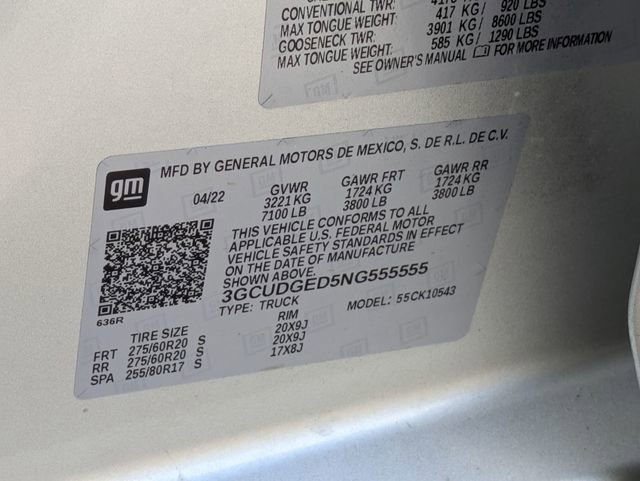 CONVENTIONAL TWR:
417 KG/ 920 LBS
MAX TONGUE WEIGHT:
3901 KG/ 8600 LBS
GOOSENECK TWR:
585 KG/ 1290 LBS
MAX TONGUE WEIGHT:
SEE OWNER'S MANUAL FOR MORE INFORMATION
gm
MFD BY GENERAL MOTORS DE MEXICO, S. DE R.L. DE C.V.
04/22 GVWR GAWR FRT GAWR RR
3221 KG 1724 KG 1724 KG
7100 LB 3800 LB 3800 LB
THIS VEHICLE CONFORMS TO ALL
APPLICABLE U.S. FEDERAL MOTOR
VEHICLE SAFETY STANDARDS IN EFFECT
ON THE DATE OF MANUFACTURE
SHOWN ABOVE.
3GCUDGED5NG555555
TYPE: TRUCK MODEL: 55CK10543
636R
TIRE SIZE RIM
FRT 275/60R20 S 20X9J
RR 275/60R20 S 20X9J
SPA 255/80R17 S 17X8J